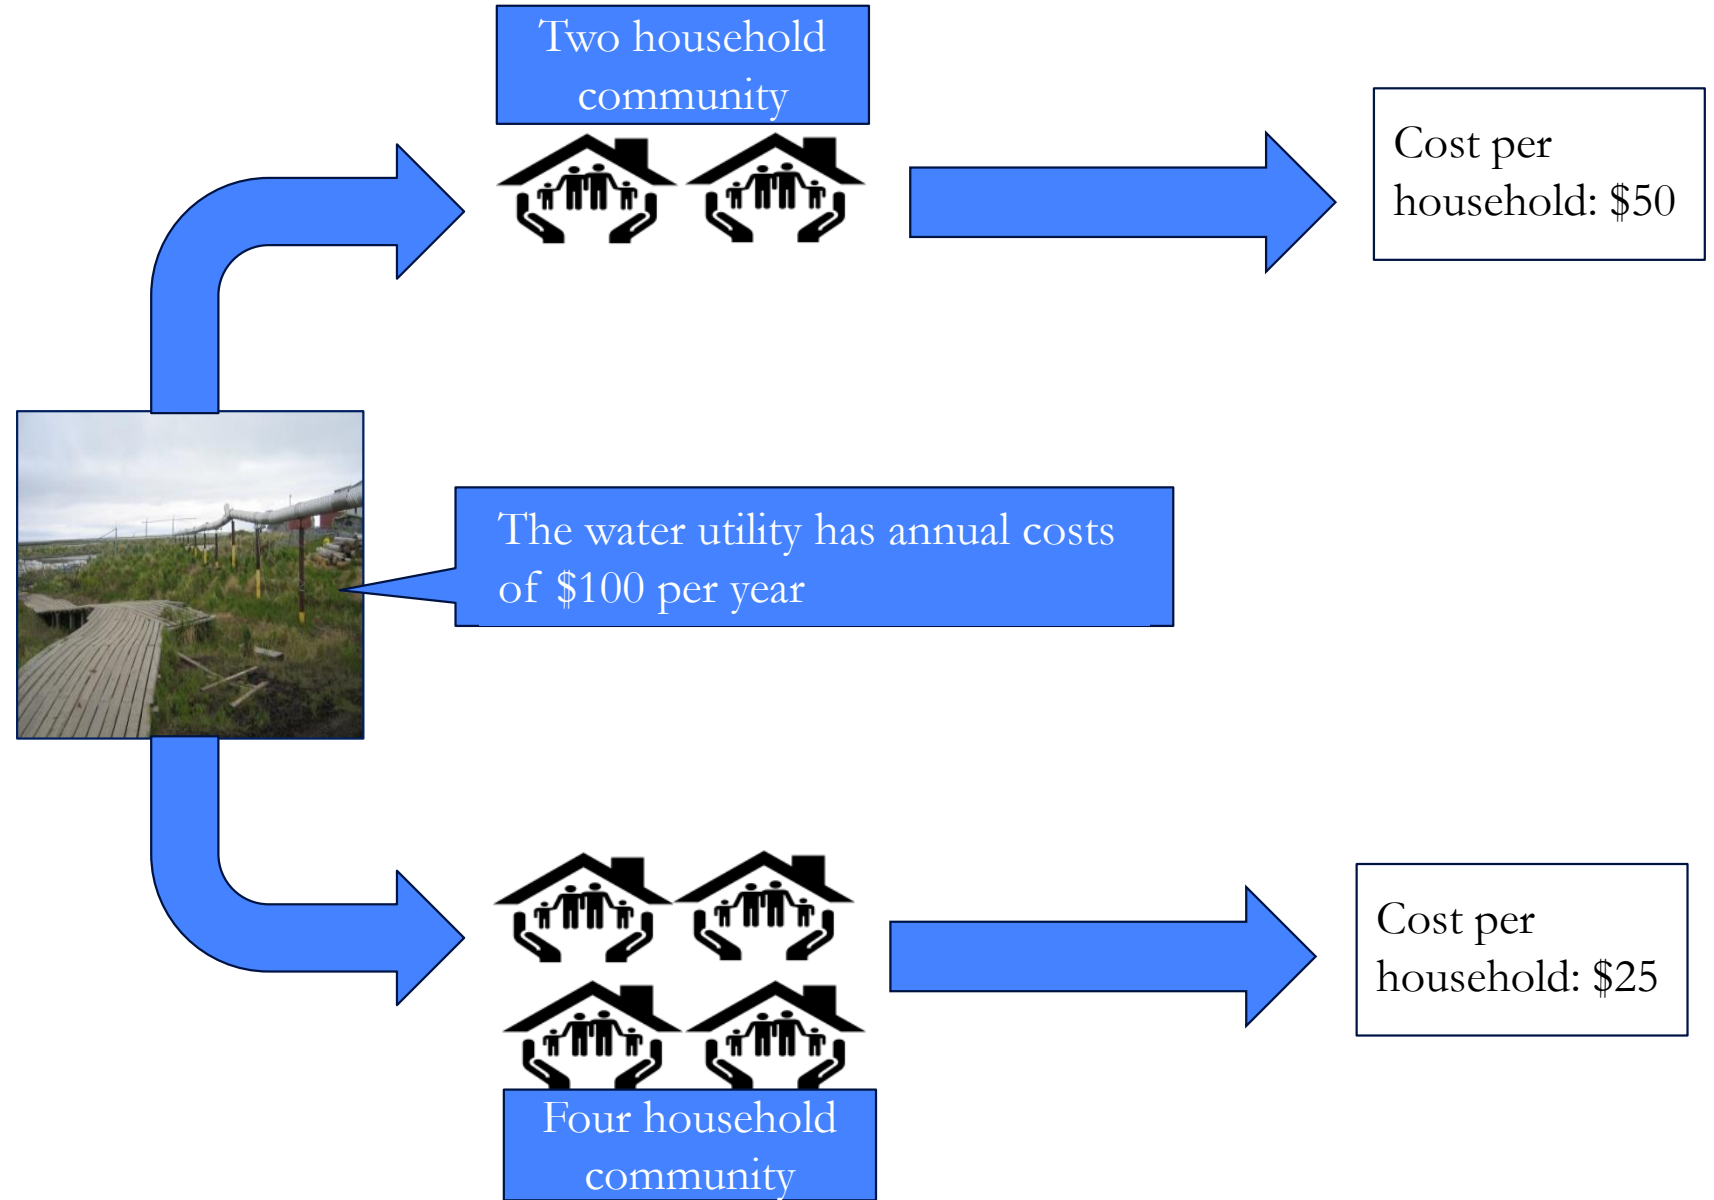 Two household
community
Cost per
household: $50
The water utility has annual costs
of $100 per year
Cost per
household: $25
Four household
community